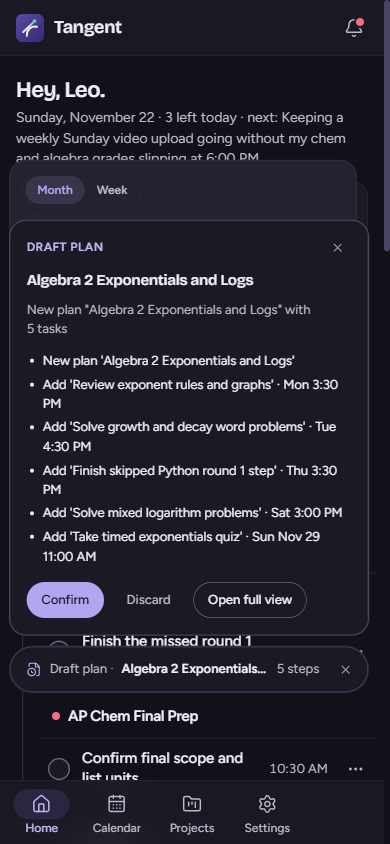 Tangent
Hey, Leo.
Sunday, November 22 · 3 left today · next: Keeping a
weekly Sunday video upload going without my chem
and algebra grades slipping at 6:00 PM
Month Week
DRAFT PLAN
Algebra 2 Exponentials and Logs
New plan "Algebra 2 Exponentials and Logs" with
5 tasks
• New plan 'Algebra 2 Exponentials and Logs'
• Add 'Review exponent rules and graphs' · Mon 3:30
PM
• Add 'Solve growth and decay word problems' · Tue
4:30 PM
• Add 'Finish skipped Python round 1 step' · Thu 3:30
PM
• Add 'Solve mixed logarithm problems' · Sat 3:00 PM
• Add 'Take timed exponentials quiz' · Sun Nov 29
11:00 AM
Confirm Discard Open full view
Finish the missed round 1
Draft plan · Algebra 2 Exponentials... 5 steps
AP Chem Final Prep
Confirm final scope and 10:30 AM
list units
Home Calendar Projects Settings